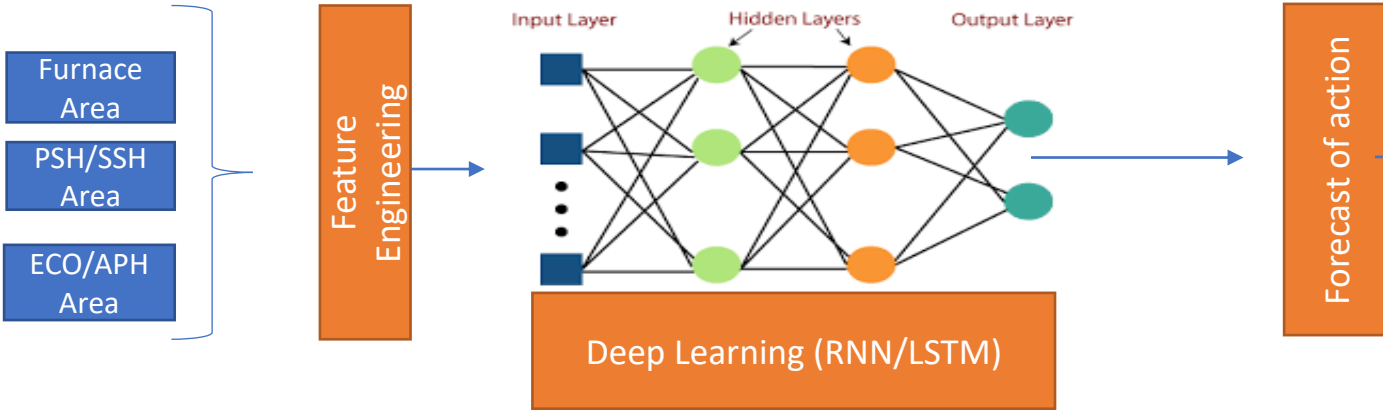 Furnace
Area
PSH/SSH
Area
ECO/APH
Area
Feature
Engineering
Input Layer
Hidden Layers
Output Layer
Deep Learning (RNN/LSTM)
Forecast of action